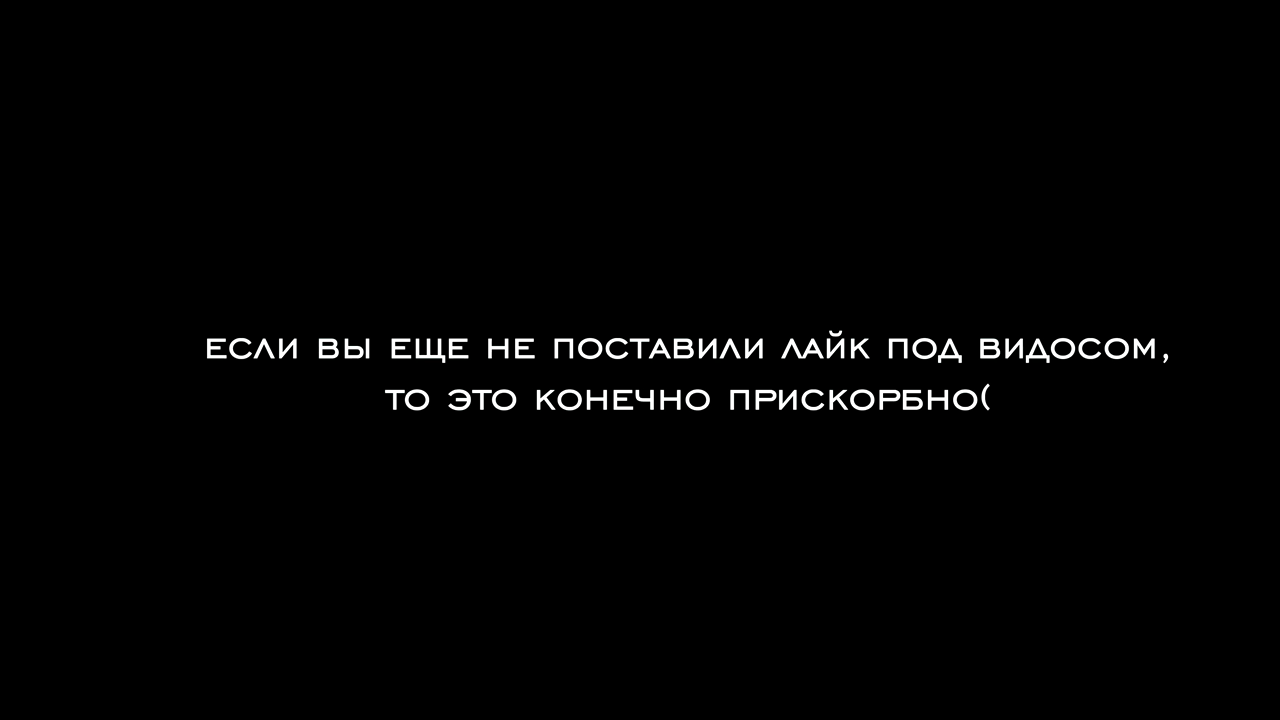 ЕСЛИ ВЫ ЕЩЕ НЕ ПОСТАВИЛИ ЛАЙК ПОД ВИДОСОМ,
ТО ЭТО КОНЕЧНО ПРИСКОРБНО(